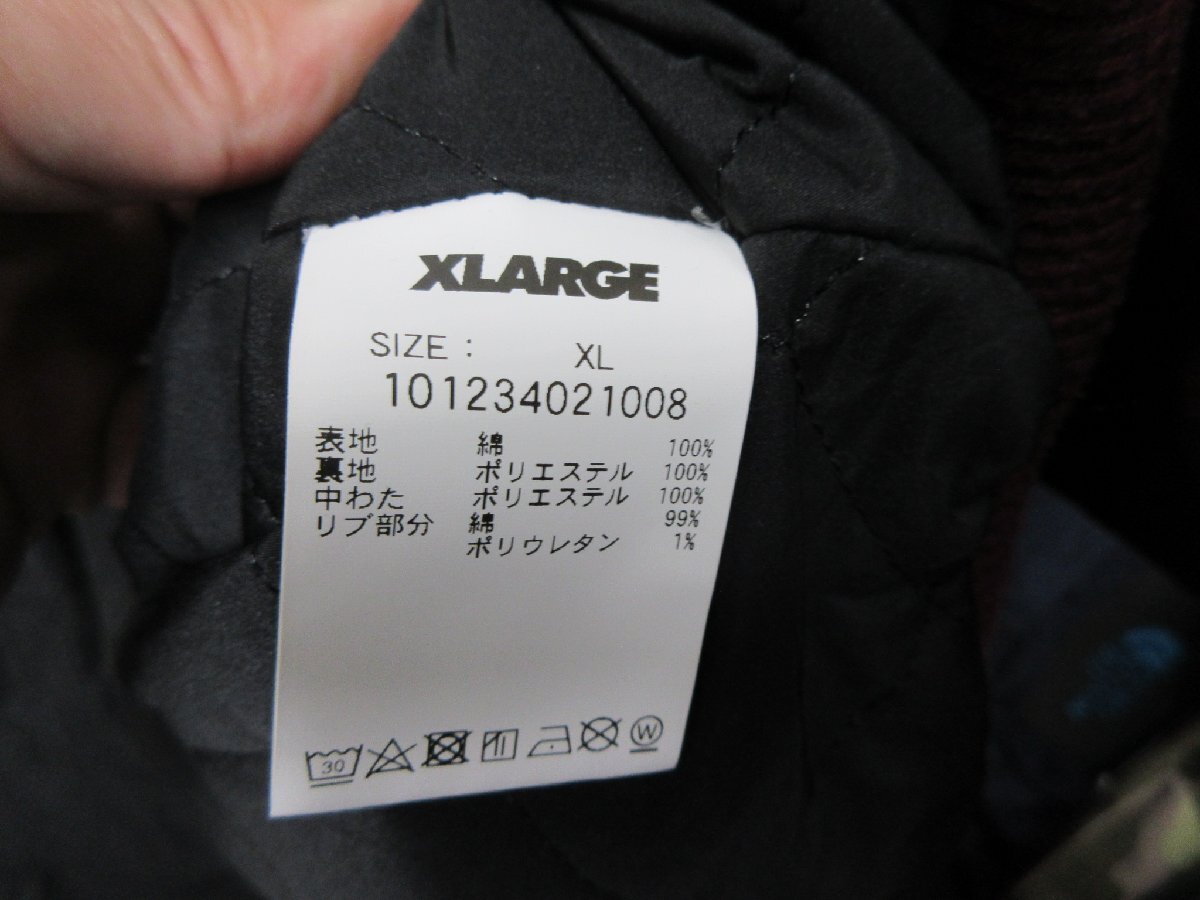 XLARGE
SIZE : XL
101234021008
表地 綿 100%
裏地 ポリエステル 100%
中わた ポリエステル 100%
リブ部分 綿 99%
ポリウレタン 1%
30 W